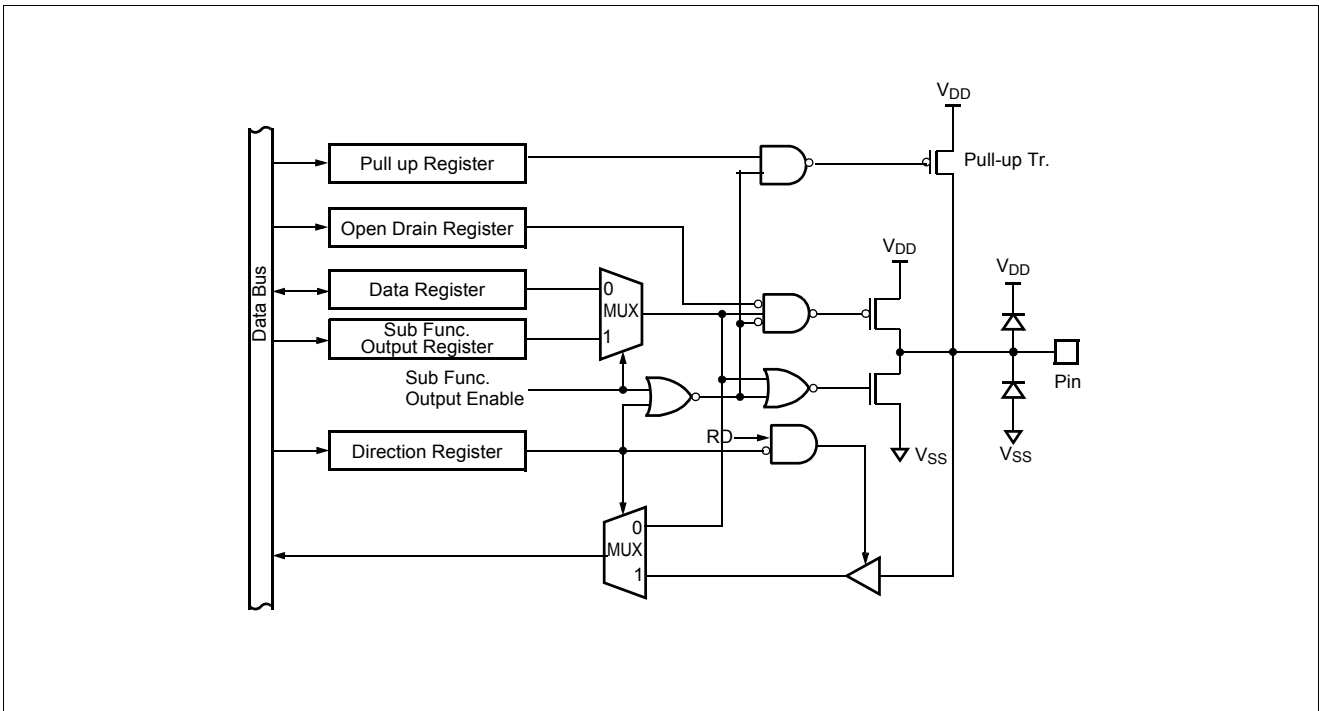 VDD
Pull up Register
Pull-up Tr.
Open Drain Register
VDD
VDD
Data Bus
Data Register
0
MUX
1
Sub Func.
Output Register
Sub Func.
Output Enable
Pin
RD
Direction Register
VSS
VSS
0
MUX
1